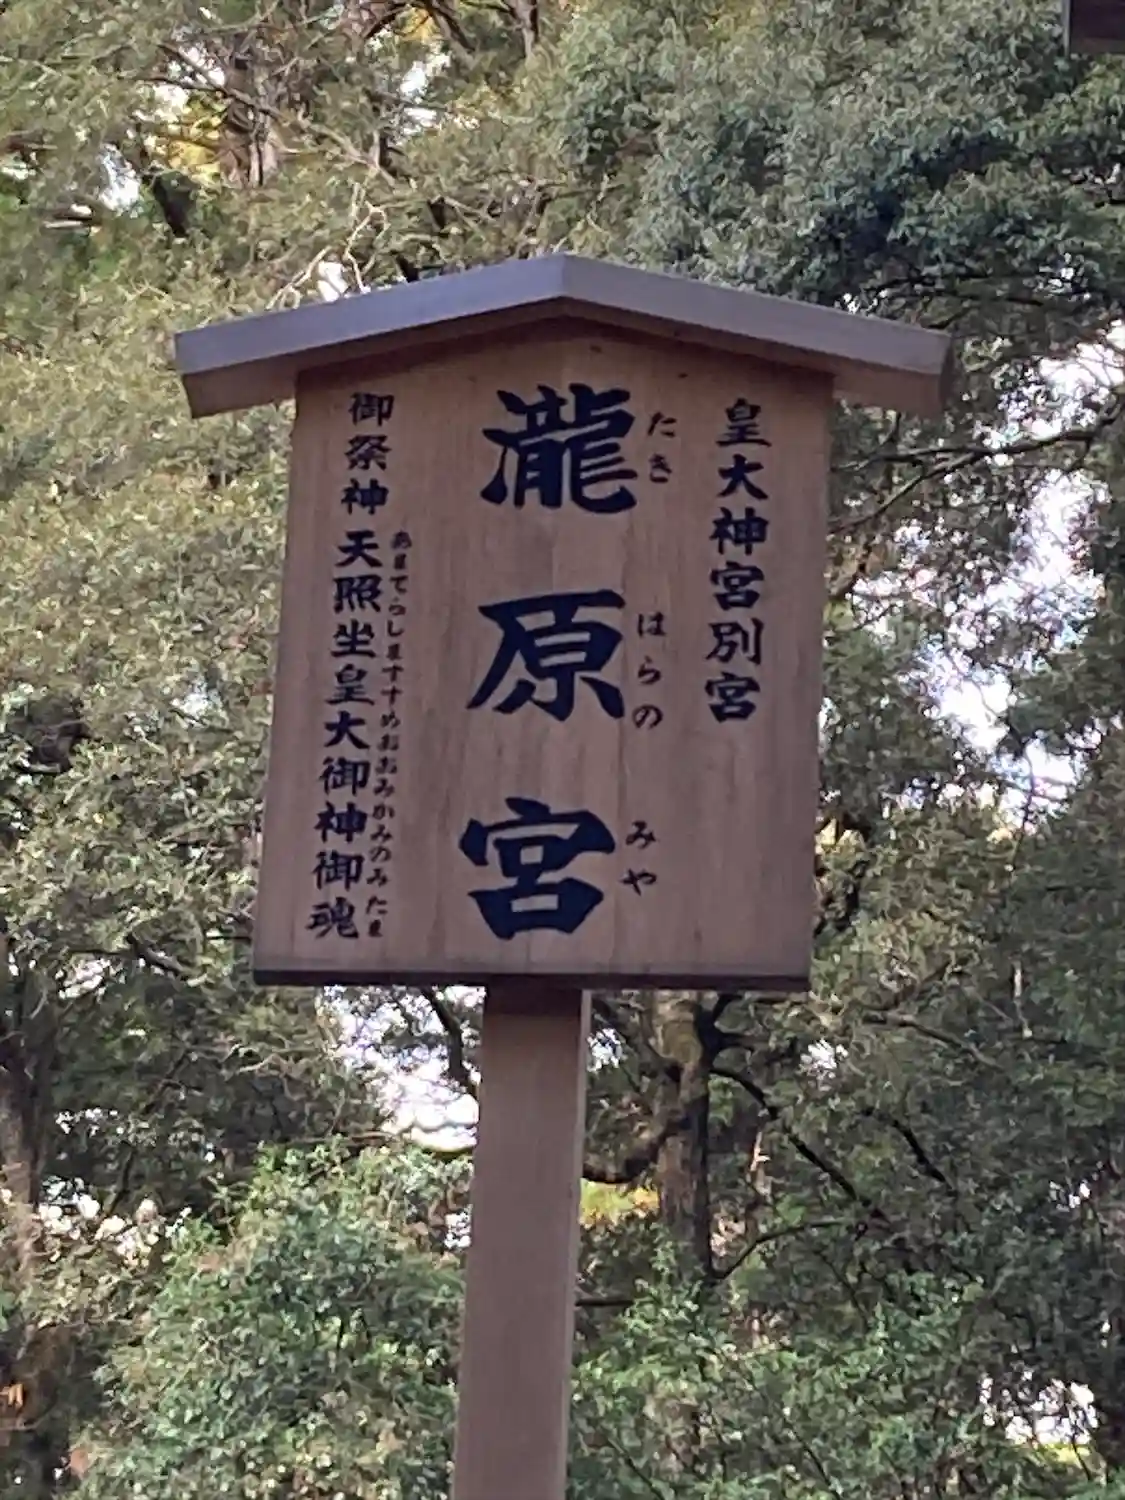 皇大神宮別宮
たき はらの みや
瀧原宮
あまてらしますすめおおみかみのみたま
御祭神 天照坐皇大御神御魂